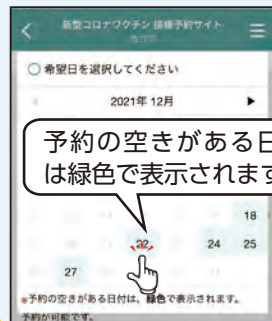 新型コロナワクチン接種予約サイト
希望日を選択してください
2021年 12月
予約の空きがある日
は緑色で表示されます
18
22 24 25
27
※予約の空きがある日付は、緑色で表示されます。
予約が可能です。